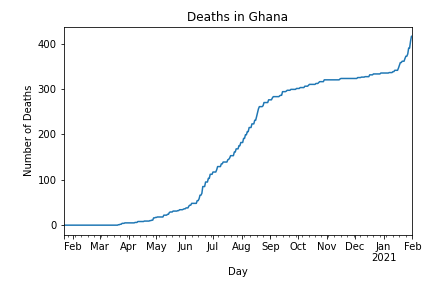 Deaths in Ghana
Number of Deaths
400
300
200
100
0
Feb Mar Apr May Jun Jul Aug Sep Oct Nov Dec Jan Feb
2021
Day